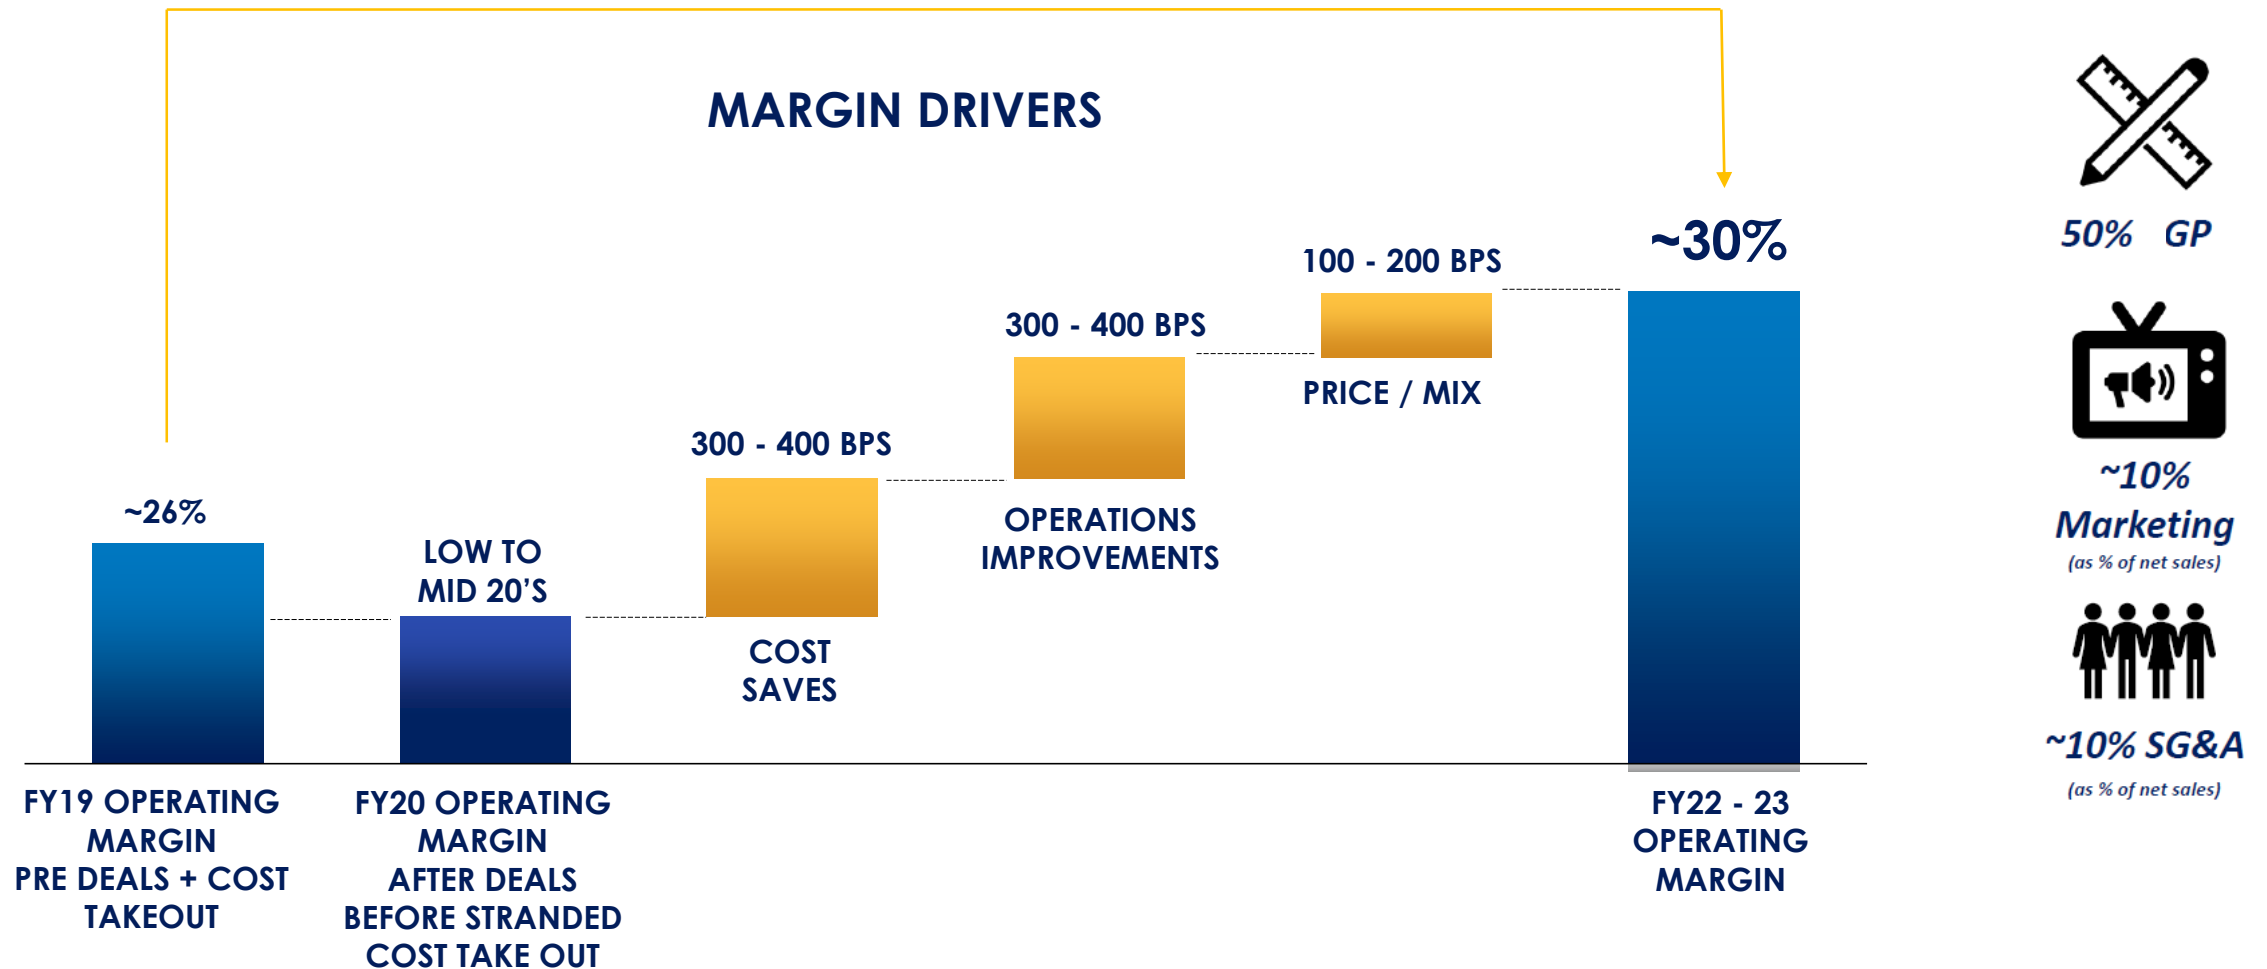 MARGIN DRIVERS
~26%
LOW TO
MID 20’S
300 - 400 BPS
COST
SAVES
300 - 400 BPS
OPERATIONS
IMPROVEMENTS
100 - 200 BPS
PRICE / MIX
~30%
FY19 OPERATING
MARGIN
PRE DEALS + COST
TAKEOUT
FY20 OPERATING
MARGIN
AFTER DEALS
BEFORE STRANDED
COST TAKE OUT
FY22 - 23
OPERATING
MARGIN
50% GP
~10%
Marketing
(as % of net sales)
~10% SG&A
(as % of net sales)